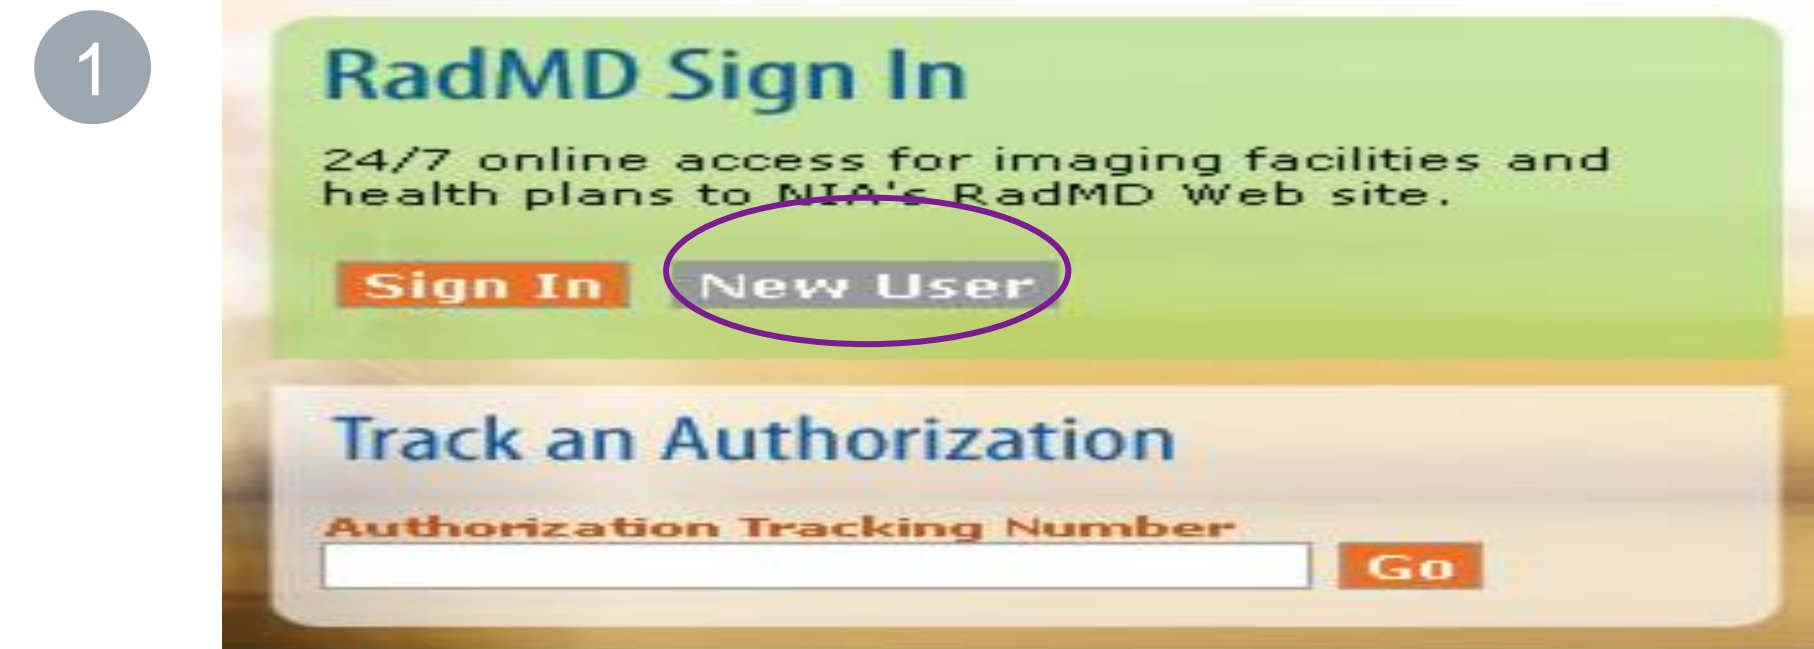 1
RadMD Sign In
24/7 online access for imaging facilities and
health plans to NIA's RadMD Web site.
Sign In New User
Track an Authorization
Authorization Tracking Number
Go